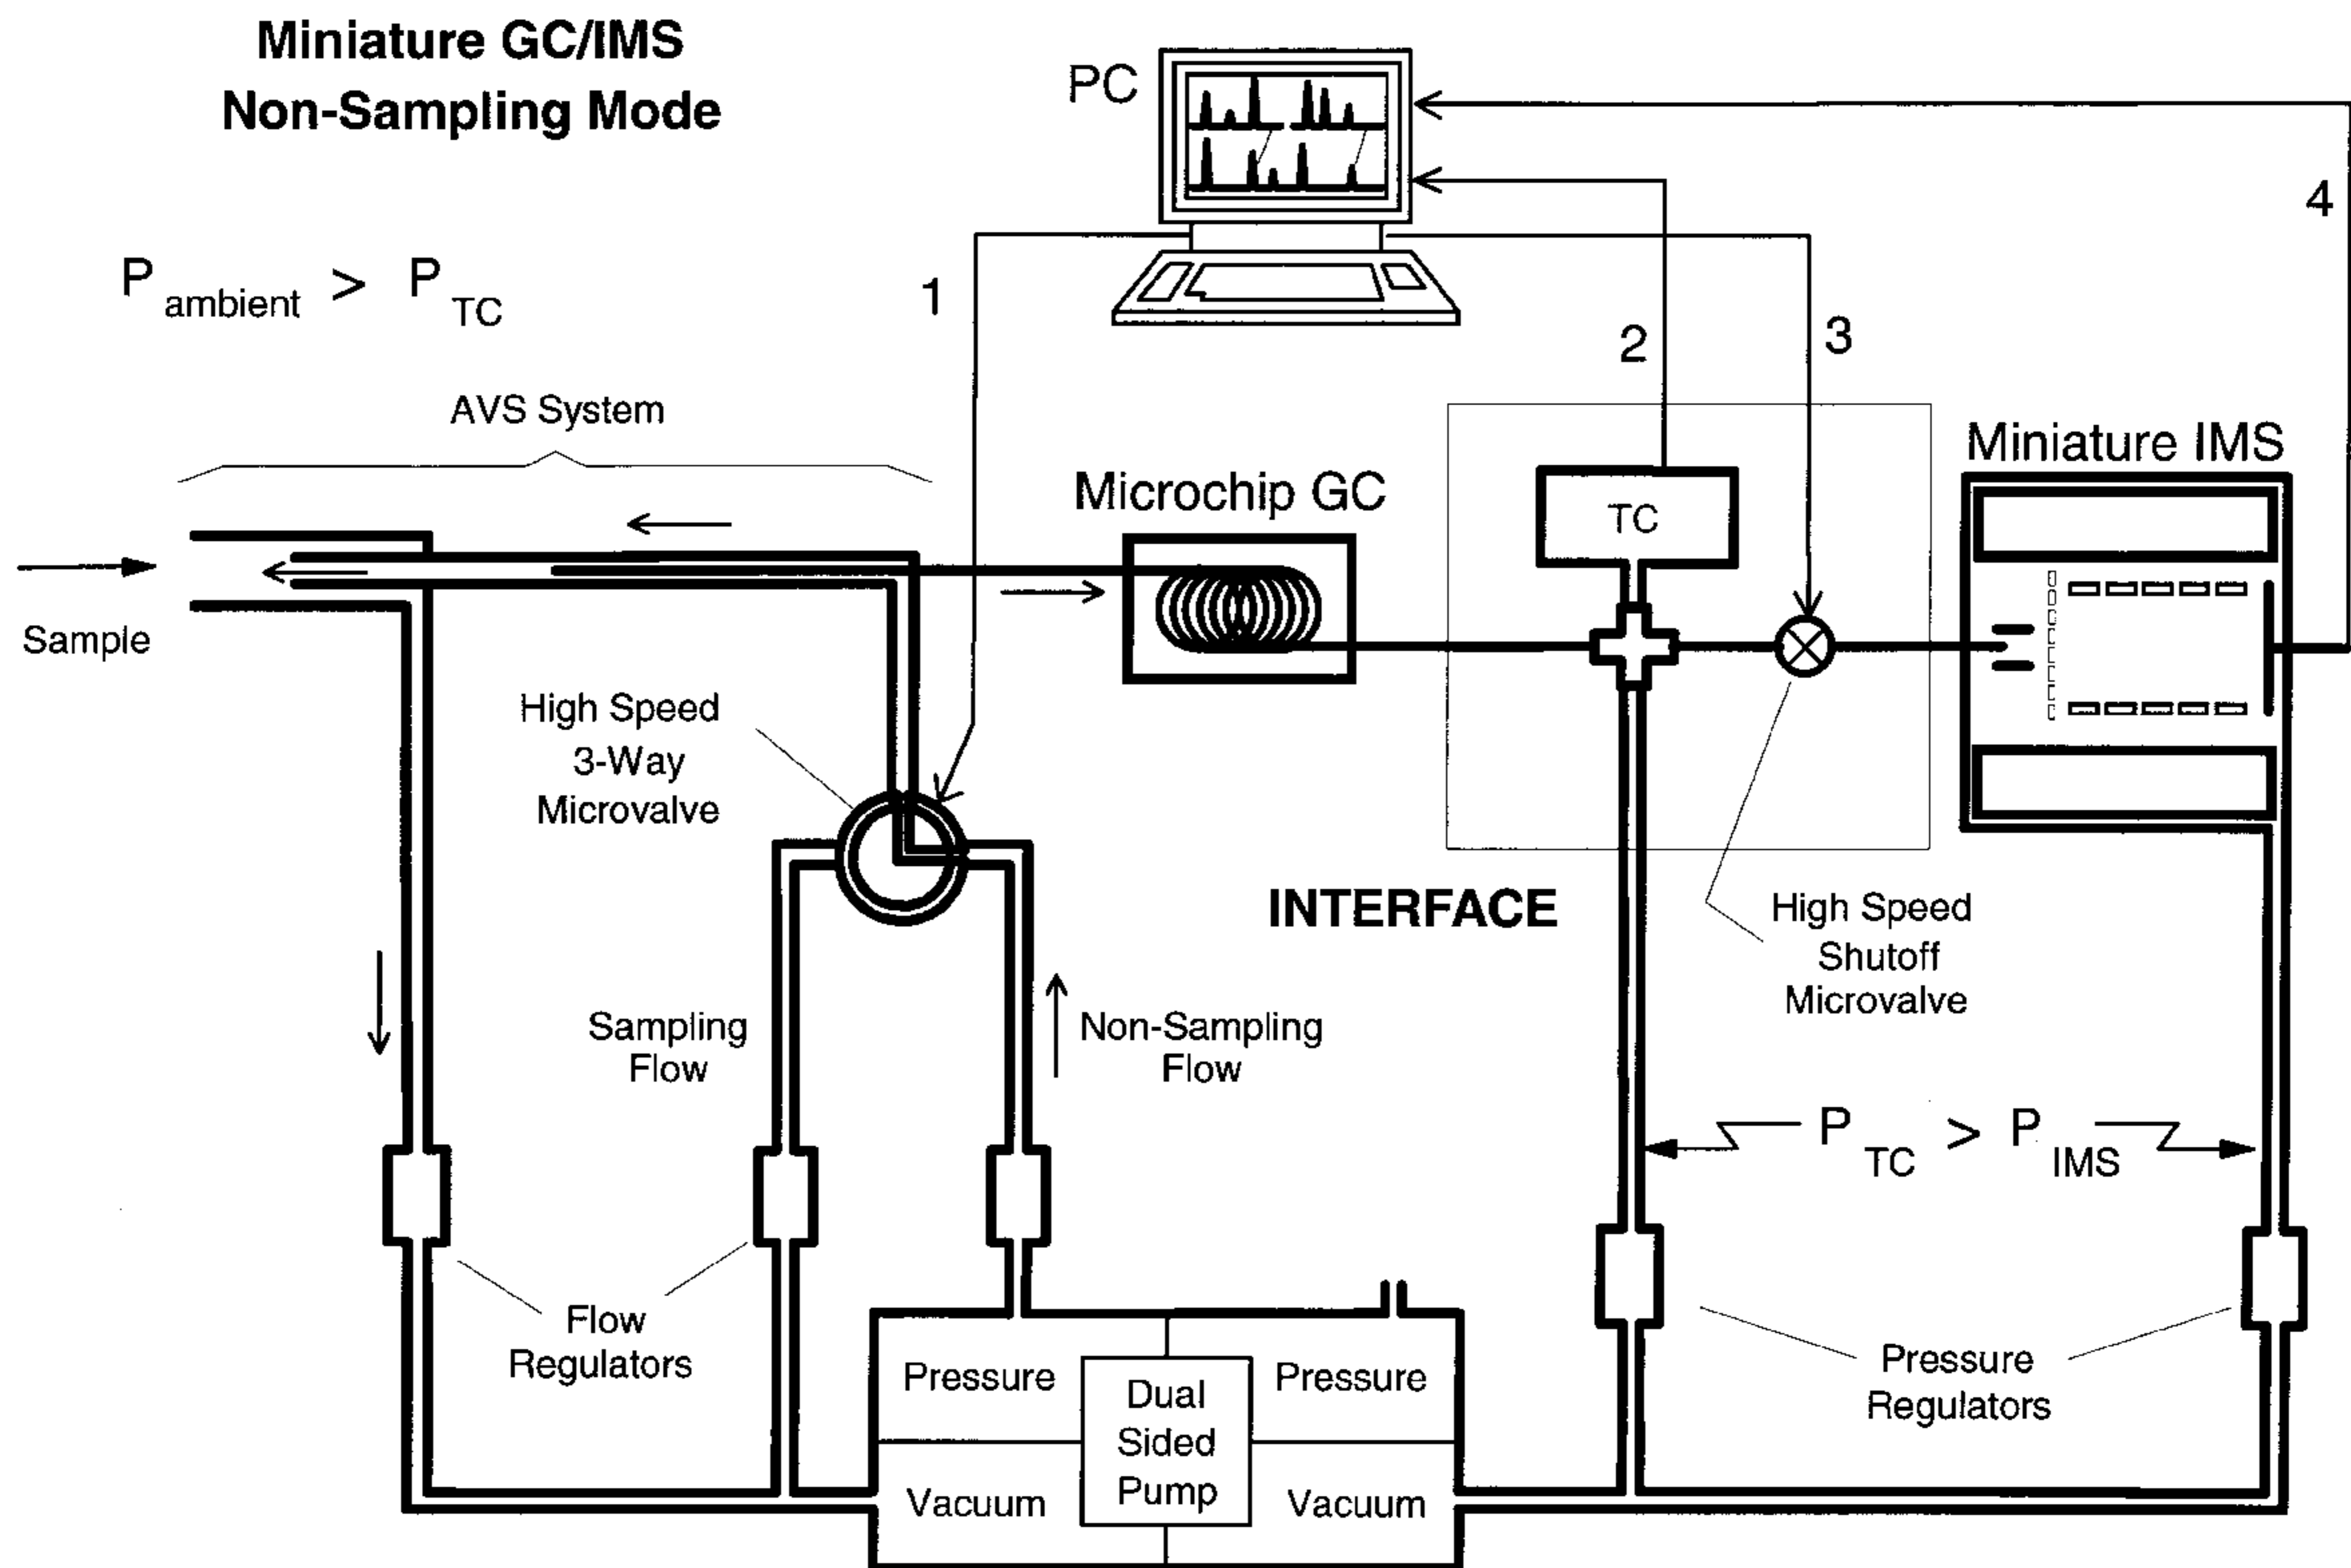 Miniature GC/IMS
Non-Sampling Mode
PC
4
P ambient > P TC
1
2
3
AVS System
Miniature IMS
Microchip GC
TC
Sample
High Speed
3-Way
Microvalve
INTERFACE
High Speed
Shutoff
Microvalve
Sampling
Flow
Non-Sampling
Flow
P TC > P IMS
Flow
Regulators
Pressure
Regulators
Pressure
Pressure
Dual
Sided
Pump
Vacuum
Vacuum